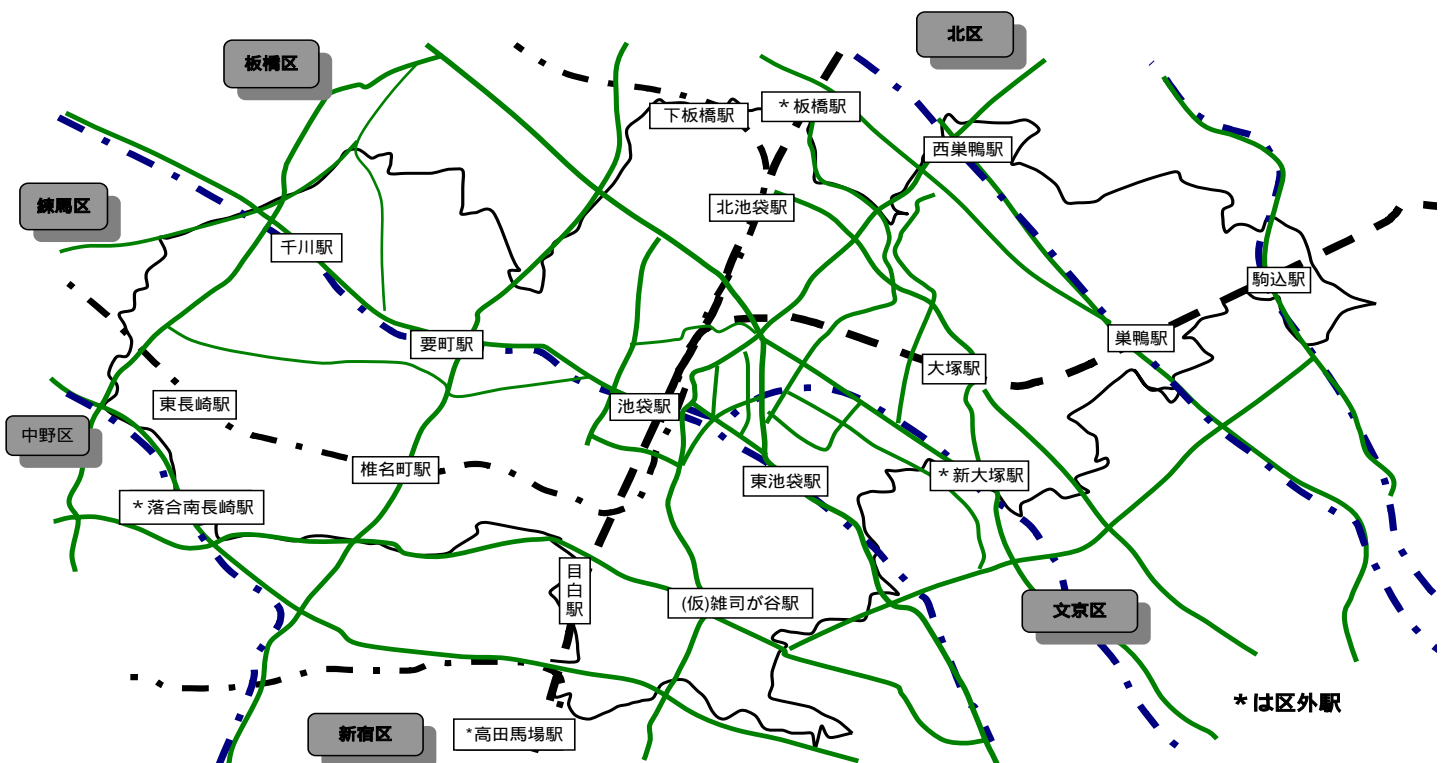 北区
板橋区
*板橋駅
下板橋駅
西巣鴨駅
練馬区
北池袋駅
千川駅
駒込駅
巣鴨駅
要町駅
大塚駅
東長崎駅
池袋駅
中野区
椎名町駅
*新大塚駅
東池袋駅
*落合南長崎駅
目白駅
(仮)雑司が谷駅
文京区
*は区外駅
新宿区
*高田馬場駅